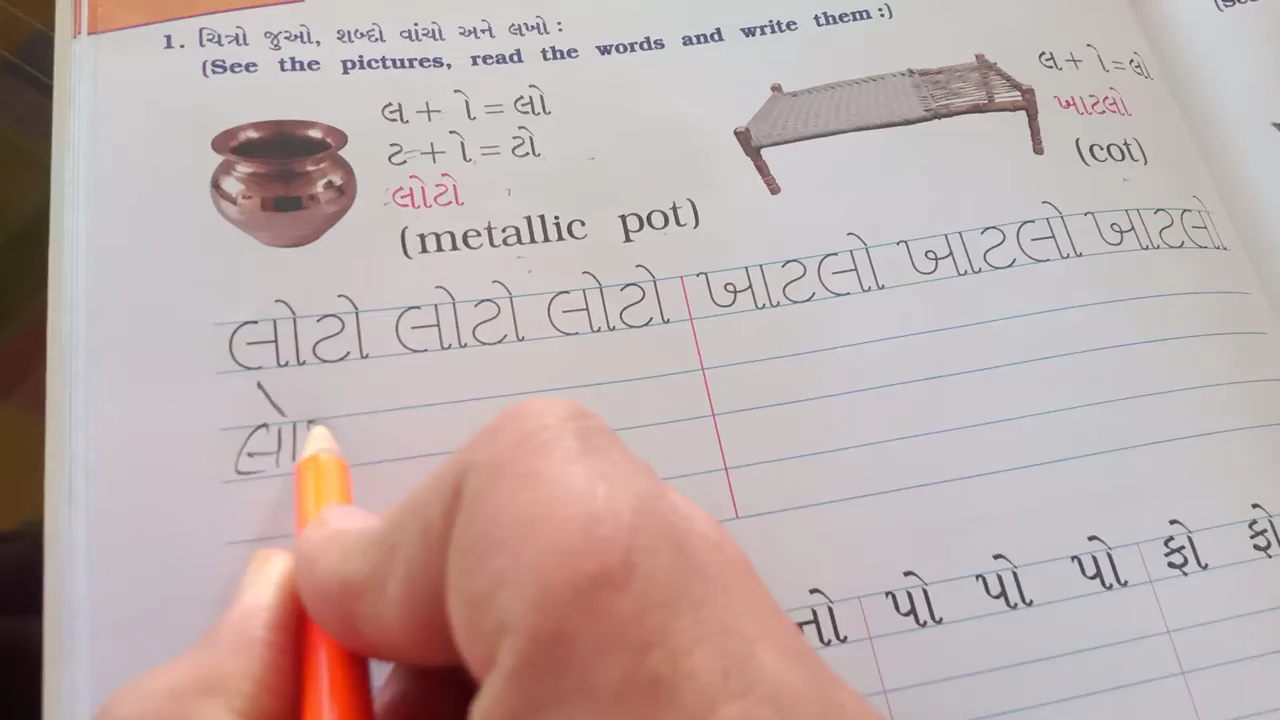 1. ચિત્રો જુઓ, શબ્દો વાંચો અને લખો :
(See the pictures, read the words and write them :)
લ + ો = લો
ટ + ો = ટો
લોટો
(metallic pot)
લ + ો = લો
ખાટલો
(cot)
લોટો લોટો લોટો ખાટલો ખાટલો ખાટલો
લો
પો પો પો ફો ફો